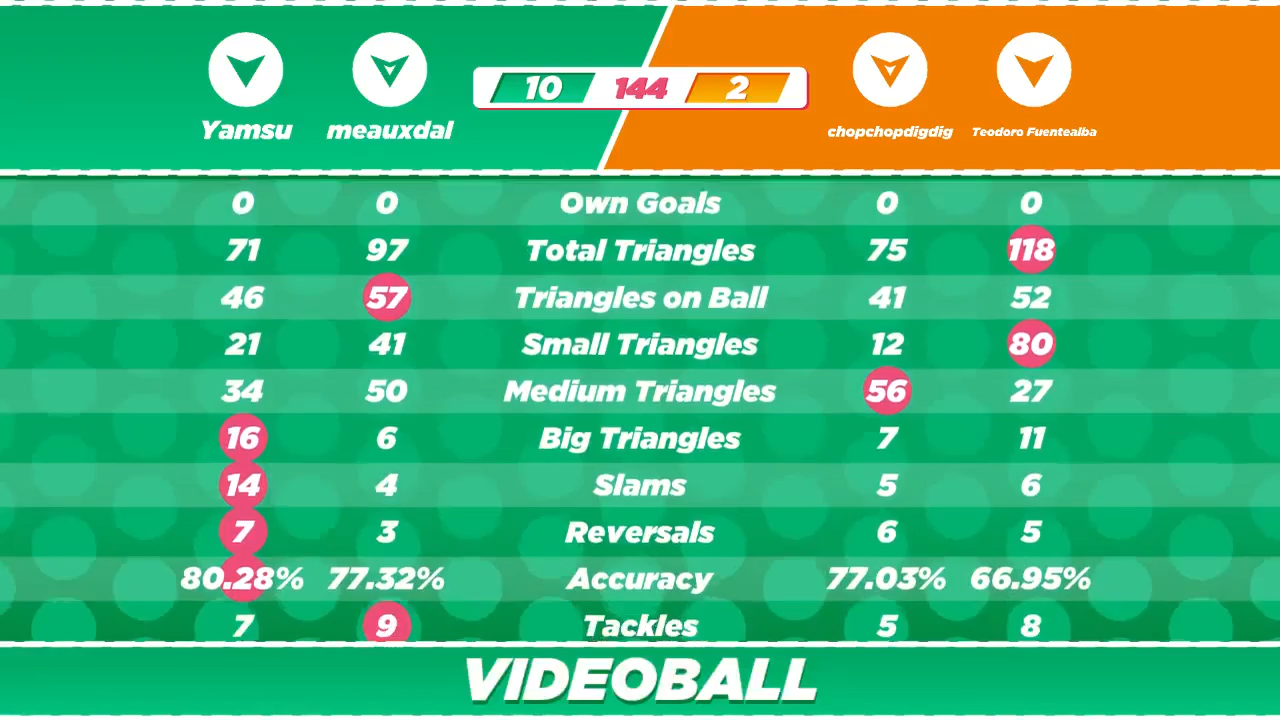 10 144 2
Yamsu meauxdal chopchopdigdig Teodoro Fuentealba
0 0 Own Goals 0 0
71 97 Total Triangles 75 118
46 57 Triangles on Ball 41 52
21 41 Small Triangles 12 80
34 50 Medium Triangles 56 27
16 6 Big Triangles 7 11
14 4 Slams 5 6
7 3 Reversals 6 5
80.28% 77.32% Accuracy 77.03% 66.95%
7 9 Tackles 5 8
VIDEOBALL